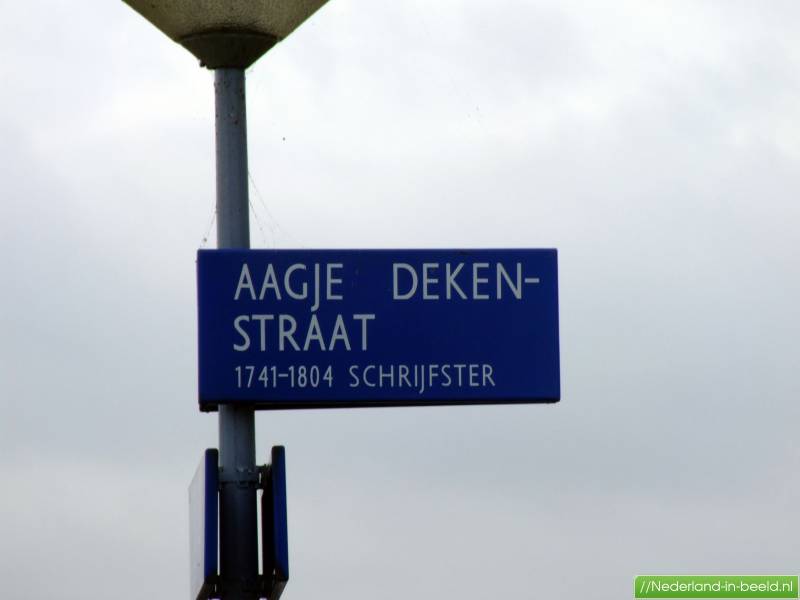 AAGJE DEKEN-
STRAAT
1741-1804 SCHRIJFSTER
//Nederland-in-beeld.nl